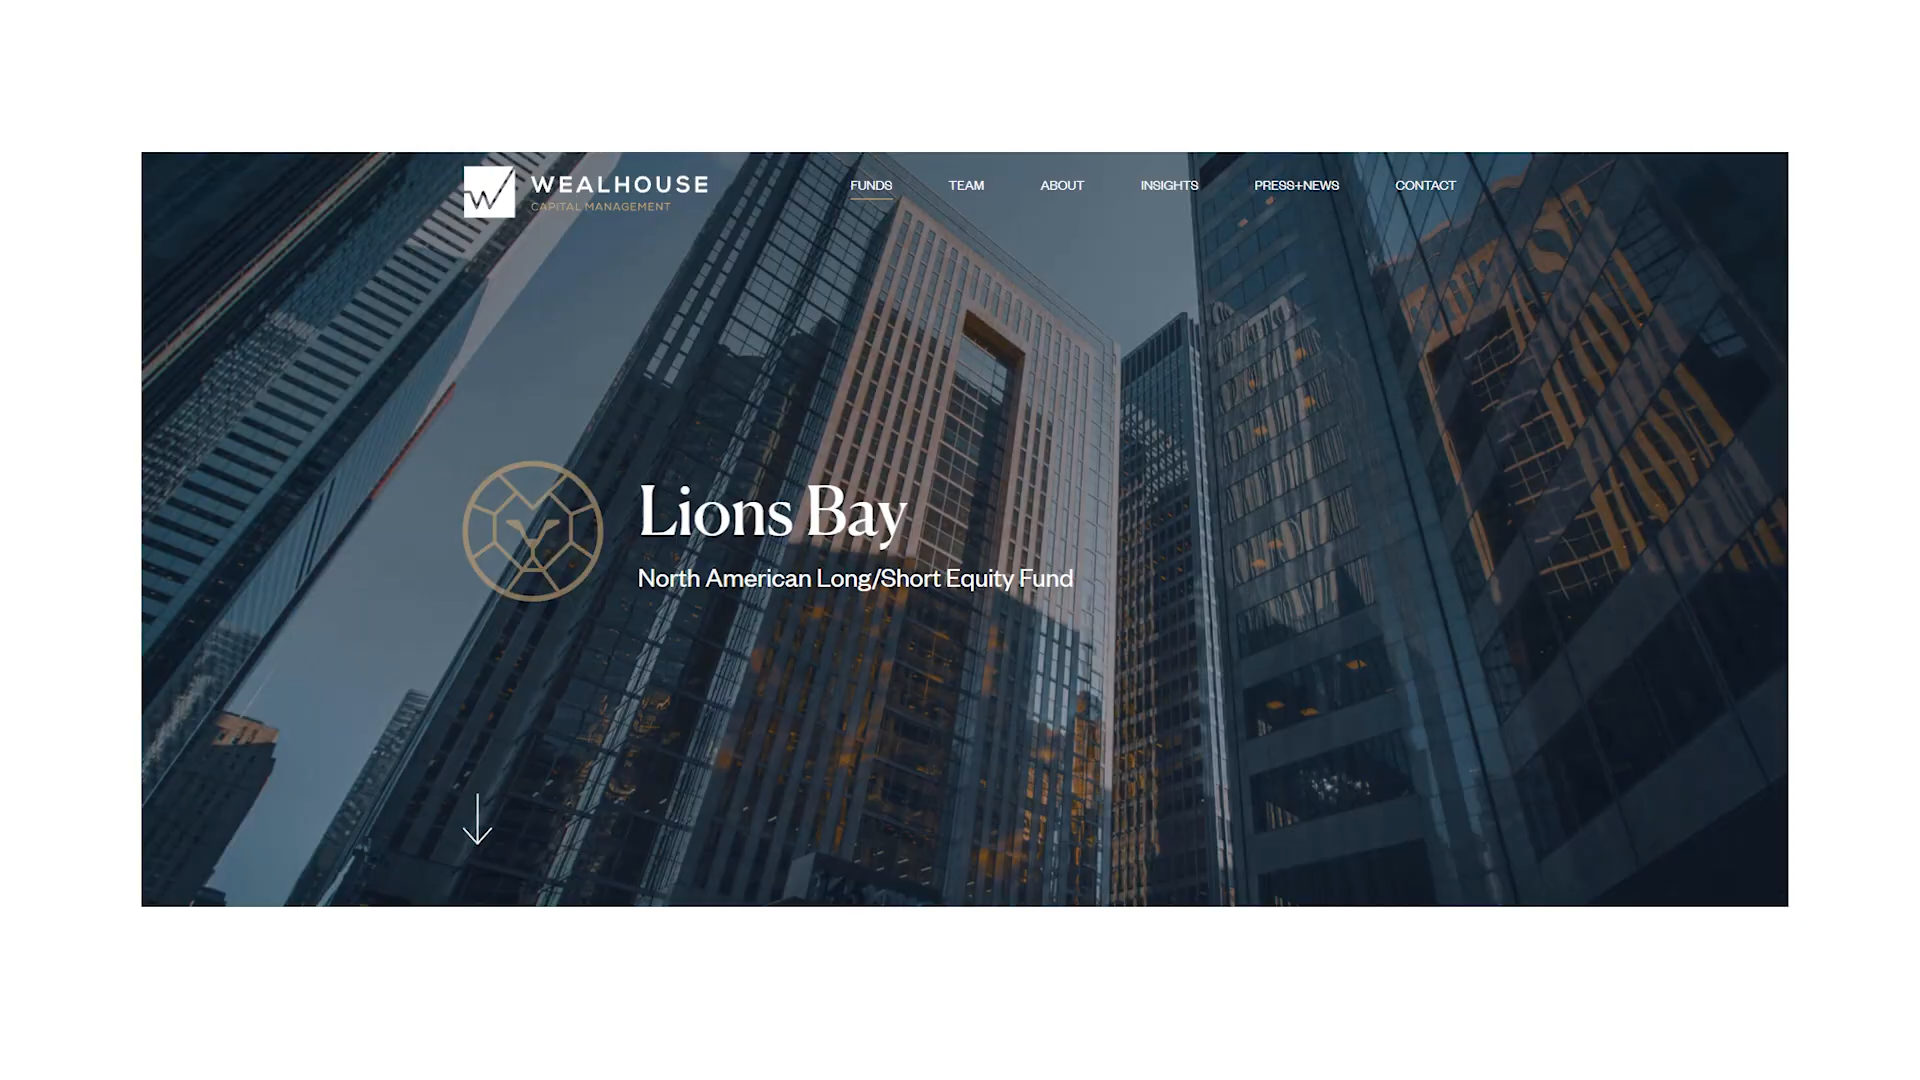 WEALHOUSE
CAPITAL MANAGEMENT
FUNDS TEAM ABOUT INSIGHTS PRESS+NEWS CONTACT
Lions Bay
North American Long/Short Equity Fund